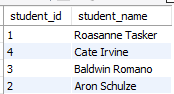 student_id student_name
1 Roasanne Tasker
4 Cate Irvine
3 Baldwin Romano
2 Aron Schulze